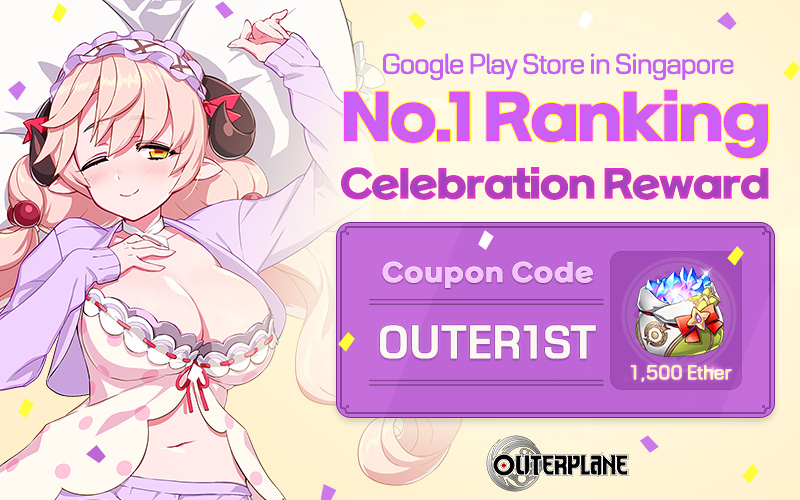 Google Play Store in Singapore
No.1 Ranking
Celebration Reward
Coupon Code
OUTER1ST
1,500 Ether
OUTERPLANE